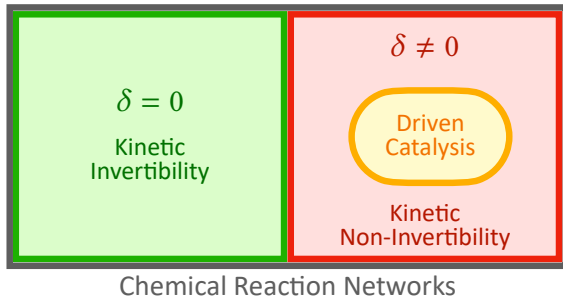 δ = 0
Kinetic
Invertibility
δ ≠ 0
Driven
Catalysis
Kinetic
Non-Invertibility
Chemical Reaction Networks